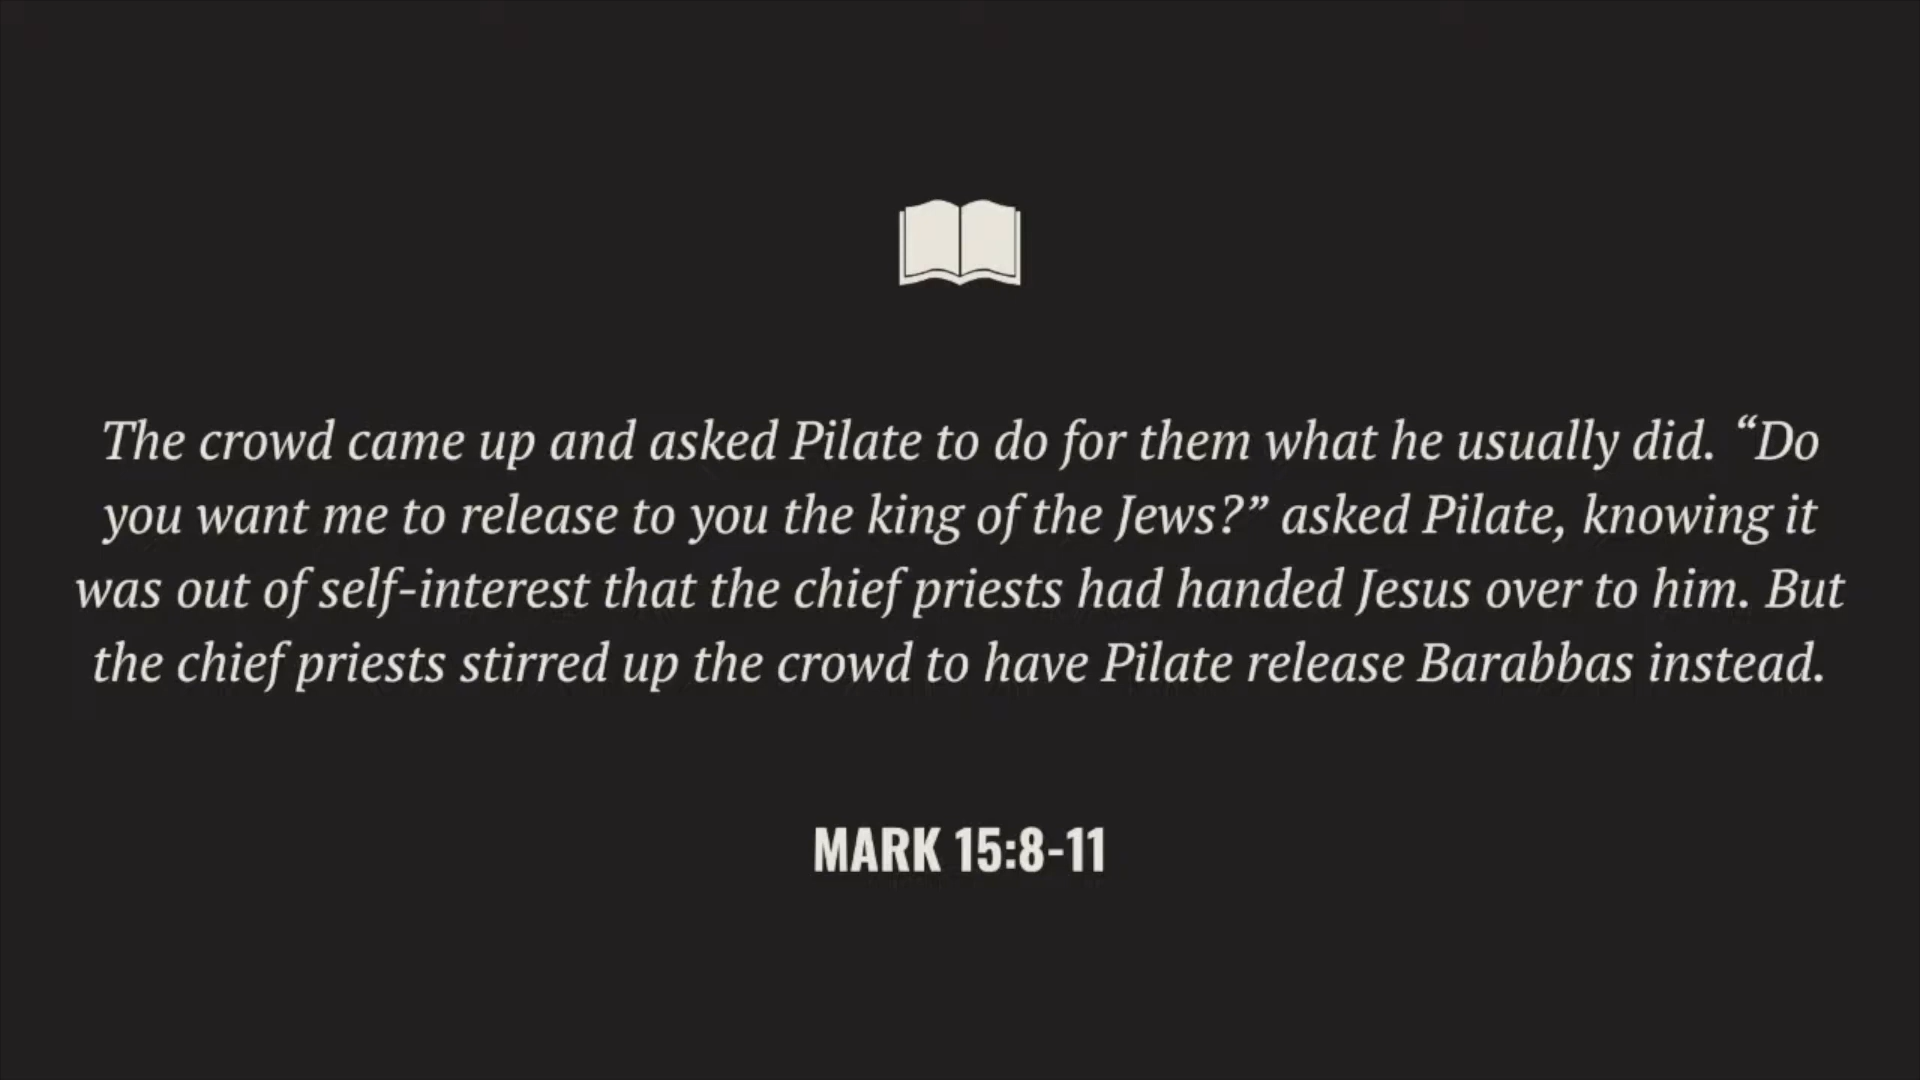 The crowd came up and asked Pilate to do for them what he usually did. “Do
you want me to release to you the king of the Jews?” asked Pilate, knowing it
was out of self-interest that the chief priests had handed Jesus over to him. But
the chief priests stirred up the crowd to have Pilate release Barabbas instead.
MARK 15:8-11